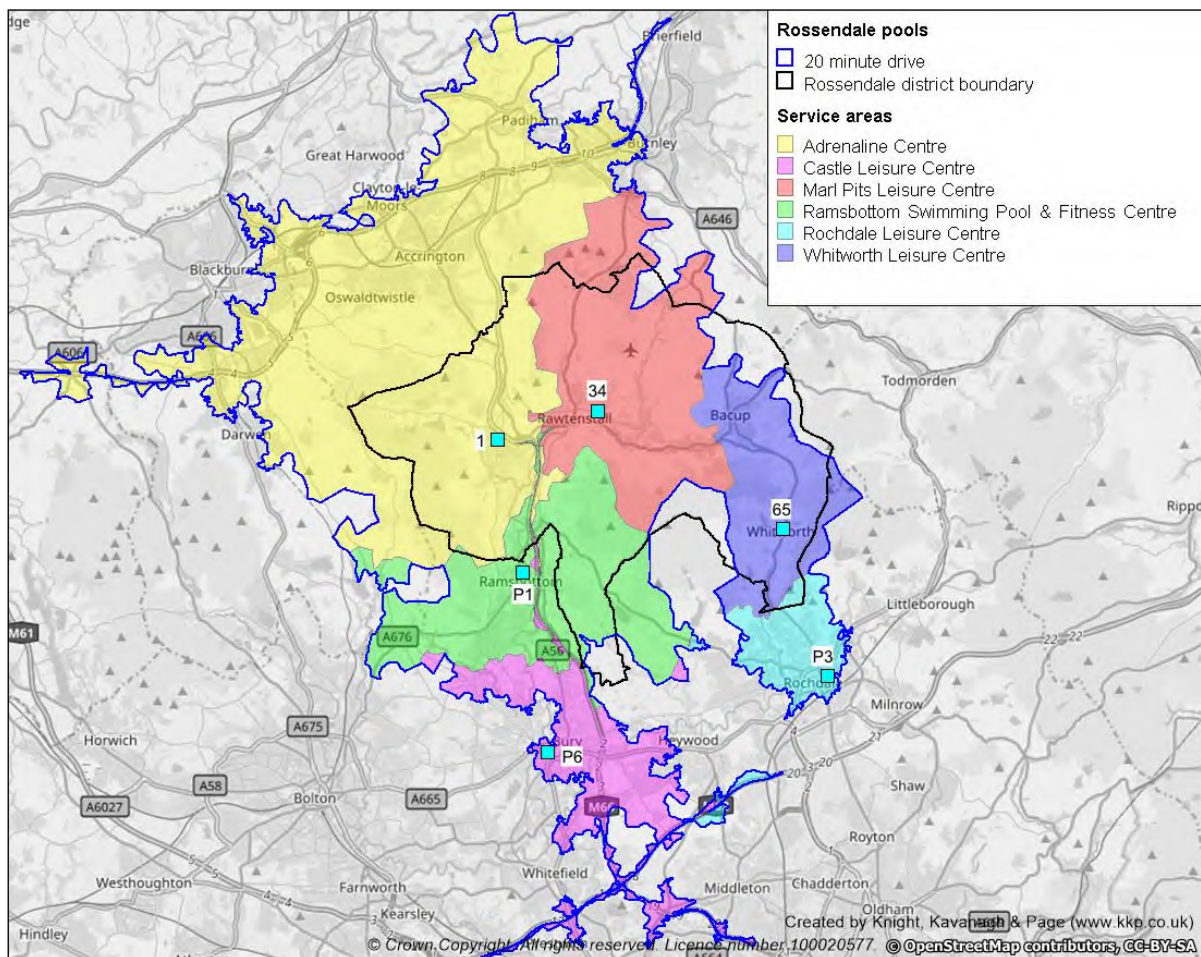 Rossendale pools
20 minute drive
Rossendale district boundary
Service areas
Adrenaline Centre
Castle Leisure Centre
Marl Pits Leisure Centre
Ramsbottom Swimming Pool & Fitness Centre
Rochdale Leisure Centre
Whitworth Leisure Centre
Brierfield
Padiham
Burnley
Great Harwood
Clayton-le
Moors
A646
Accrington
Blackburn
Oswaldtwistle
A666
Todmorden
34
Rawtenstall
Bacup
Darwen
1
65
Whitworth
Ramsbottom
P1
Littleborough
M61
A676
A56
P3
Rochdale
Milnrow
A675
Horwich
Bury
Heywood
P6
A58
Shaw
A6027
Bolton
A665
M66
Royton
Whitefield
Westhoughton
Farnworth
Middleton
Chadderton
Kearsley
Oldham
Hindley
Created by Knight, Kavanagh & Page (www.kkp.co.uk)
© Crown Copyright. All rights reserved. Licence number 100020577.
© OpenStreetMap contributors, CC-BY-SA